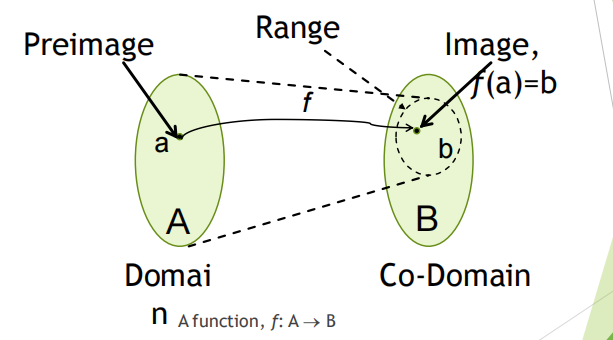 Preimage
Range
Image,
f(a)=b
f
a
b
A
B
Domai
n
Co-Domain
A function, f: A → B